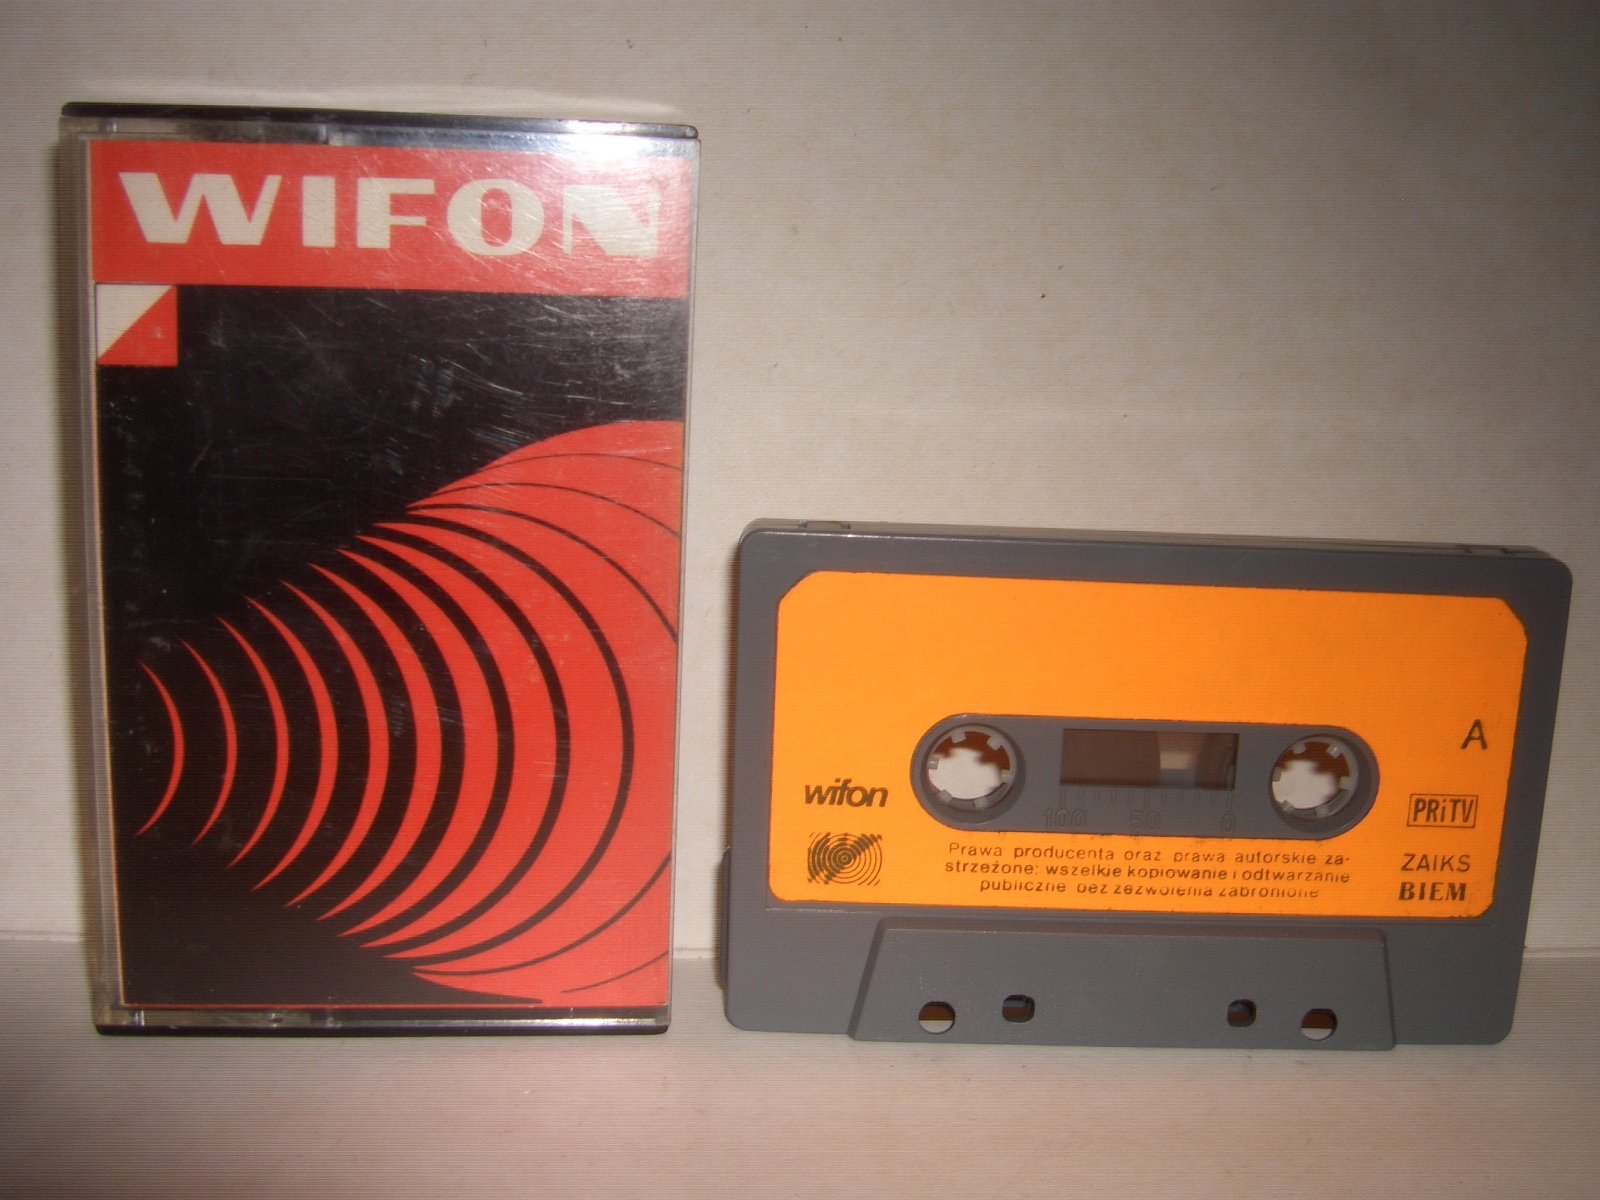 WIFON
A
wifon
100 50 0
PRiTV
Prawa producenta oraz prawa autorskie za-
strzeżone: wszelkie kopiowanie i odtwarzanie
publiczne bez zezwolenia zabronione
ZAIKS
BIEM